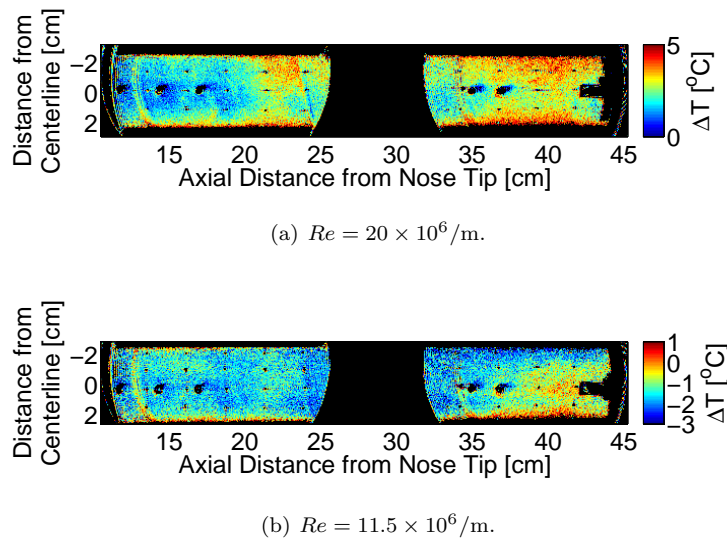 Distance from
Centerline [cm]
−2
0
2
15 20 25 30 35 40 45
Axial Distance from Nose Tip [cm]
5
0
ΔT [°C]
(a) Re = 20 × 10⁶/m.
Distance from
Centerline [cm]
−2
0
2
15 20 25 30 35 40 45
Axial Distance from Nose Tip [cm]
1
0
−1
−2
−3
ΔT [°C]
(b) Re = 11.5 × 10⁶/m.